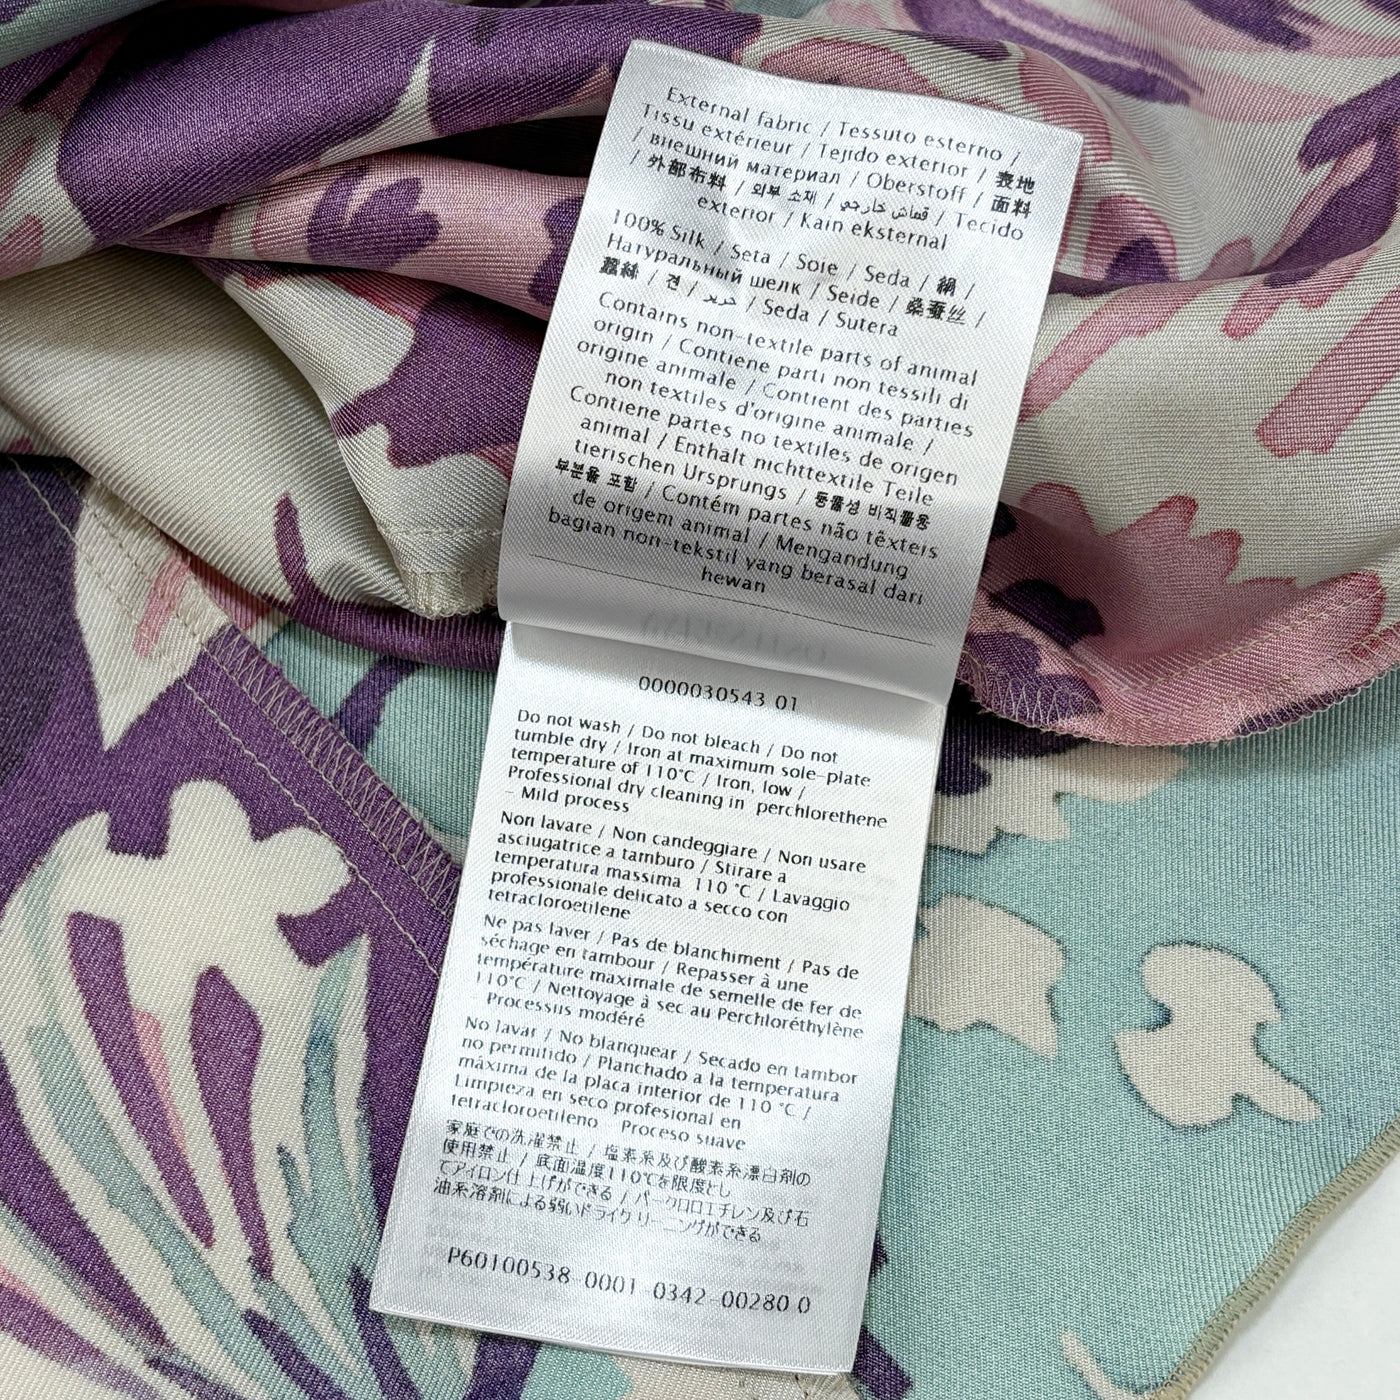 External fabric / Tessuto esterno /
Tissu extérieur / Tejido exterior / 表地
/ внешний материал / Oberstoff / 面料
/ 外部布料 / 외부 소재 / قماش خارجي / Tecido
exterior / Kain eksternal
100% Silk / Seta / Soie / Seda / 絹 /
Натуральный шелк / Seide / 桑蚕丝 /
蠶絲 / 견 / حرير / Seda / Sutera
Contains non-textile parts of animal
origin / Contiene parti non tessili di
origine animale / Contient des parties
non textiles d'origine animale /
Contiene partes no textiles de origen
animal / Enthält nichttextile Teile
tierischen Ursprungs / 동물성 비직물용
부분을 포함 / Contém partes não têxteis
de origem animal / Mengandung
bagian non-tekstil yang berasal dari
hewan
0000030543 01
Do not wash / Do not bleach / Do not
tumble dry / Iron at maximum sole-plate
temperature of 110°C / Iron, low /
Professional dry cleaning in perchlorethene
- Mild process
Non lavare / Non candeggiare / Non usare
asciugatrice a tamburo / Stirare a
temperatura massima 110 °C / Lavaggio
professionale delicato a secco con
tetracloroetilene
Ne pas laver / Pas de blanchiment / Pas de
séchage en tambour / Repasser à une
température maximale de semelle de fer de
110°C / Nettoyage à sec au Perchloréthylène
- Processus modéré
No lavar / No blanquear / Secado en tambor
no permitido / Planchado a la temperatura
máxima de la placa interior de 110 °C /
Limpieza en seco profesional en
tetracloroetileno - Proceso suave
家庭での洗濯禁止 / 塩素系及び酸素系漂白剤の
使用禁止 / 底面温度110℃を限度とし
てアイロン仕上げができる / パークロロエチレン及び石
油系溶剤による弱いドライクリーニングができる
P60100538-0001-0342-00280 0